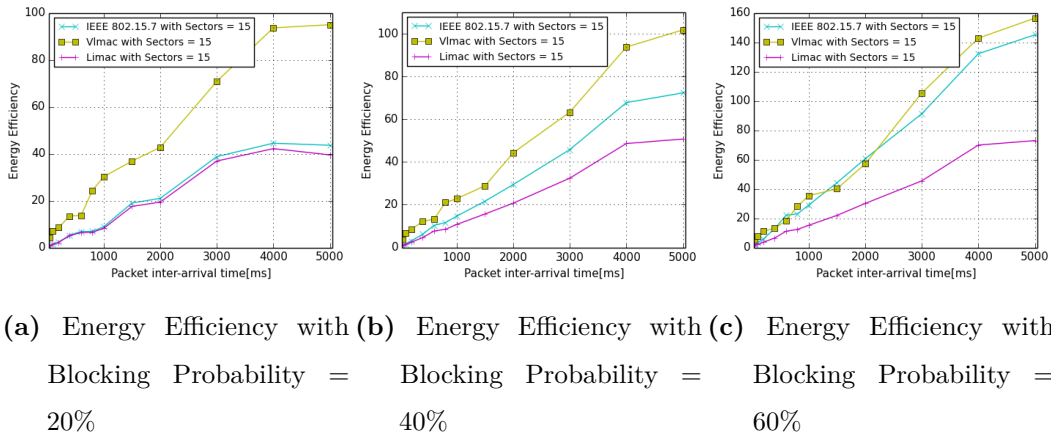 100
80
60
40
20
0
Energy Efficiency
IEEE 802.15.7 with Sectors = 15
Vlmac with Sectors = 15
Limac with Sectors = 15
1000 2000 3000 4000 5000
Packet inter-arrival time[ms]
100
80
60
40
20
0
Energy Efficiency
IEEE 802.15.7 with Sectors = 15
Vlmac with Sectors = 15
Limac with Sectors = 15
1000 2000 3000 4000 5000
Packet inter-arrival time[ms]
160
140
120
100
80
60
40
20
0
Energy Efficiency
IEEE 802.15.7 with Sectors = 15
Vlmac with Sectors = 15
Limac with Sectors = 15
1000 2000 3000 4000 5000
Packet inter-arrival time[ms]
(a) Energy Efficiency with
Blocking Probability =
20%
(b) Energy Efficiency with
Blocking Probability =
40%
(c) Energy Efficiency with
Blocking Probability =
60%